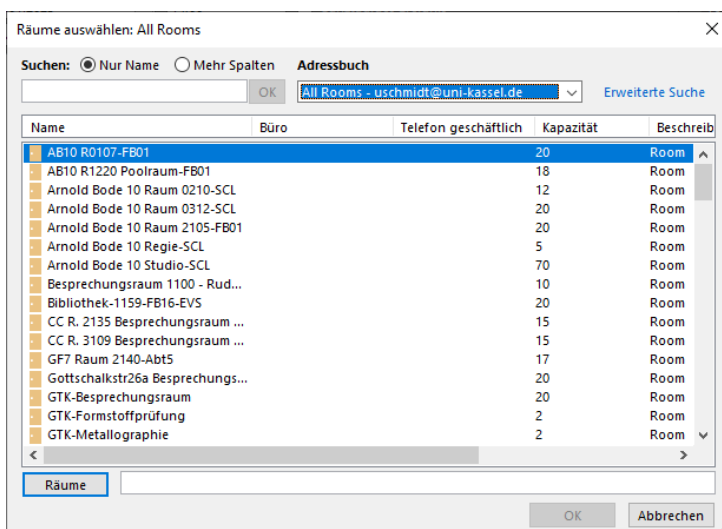 Räume auswählen: All Rooms
Suchen: Nur Name Mehr Spalten Adressbuch
OK All Rooms - uschmidt@uni-kassel.de Erweiterte Suche
Name Büro Telefon geschäftlich Kapazität Beschreib
AB10 R0107-FB01 20 Room
AB10 R1220 Poolraum-FB01 18 Room
Arnold Bode 10 Raum 0210-SCL 12 Room
Arnold Bode 10 Raum 0312-SCL 20 Room
Arnold Bode 10 Raum 2105-FB01 20 Room
Arnold Bode 10 Regie-SCL 5 Room
Arnold Bode 10 Studio-SCL 70 Room
Besprechungsraum 1100 - Rud... 10 Room
Bibliothek-1159-FB16-EVS 20 Room
CC R. 2135 Besprechungsraum ... 15 Room
CC R. 3109 Besprechungsraum ... 15 Room
GF7 Raum 2140-Abt5 17 Room
Gottschalkstr26a Besprechungs... 20 Room
GTK-Besprechungsraum 20 Room
GTK-Formstoffprüfung 2 Room
GTK-Metallographie 2 Room
Räume
OK Abbrechen